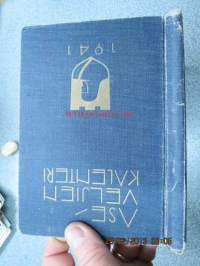 ASE/
VELJIEN
KALENTERI
1941